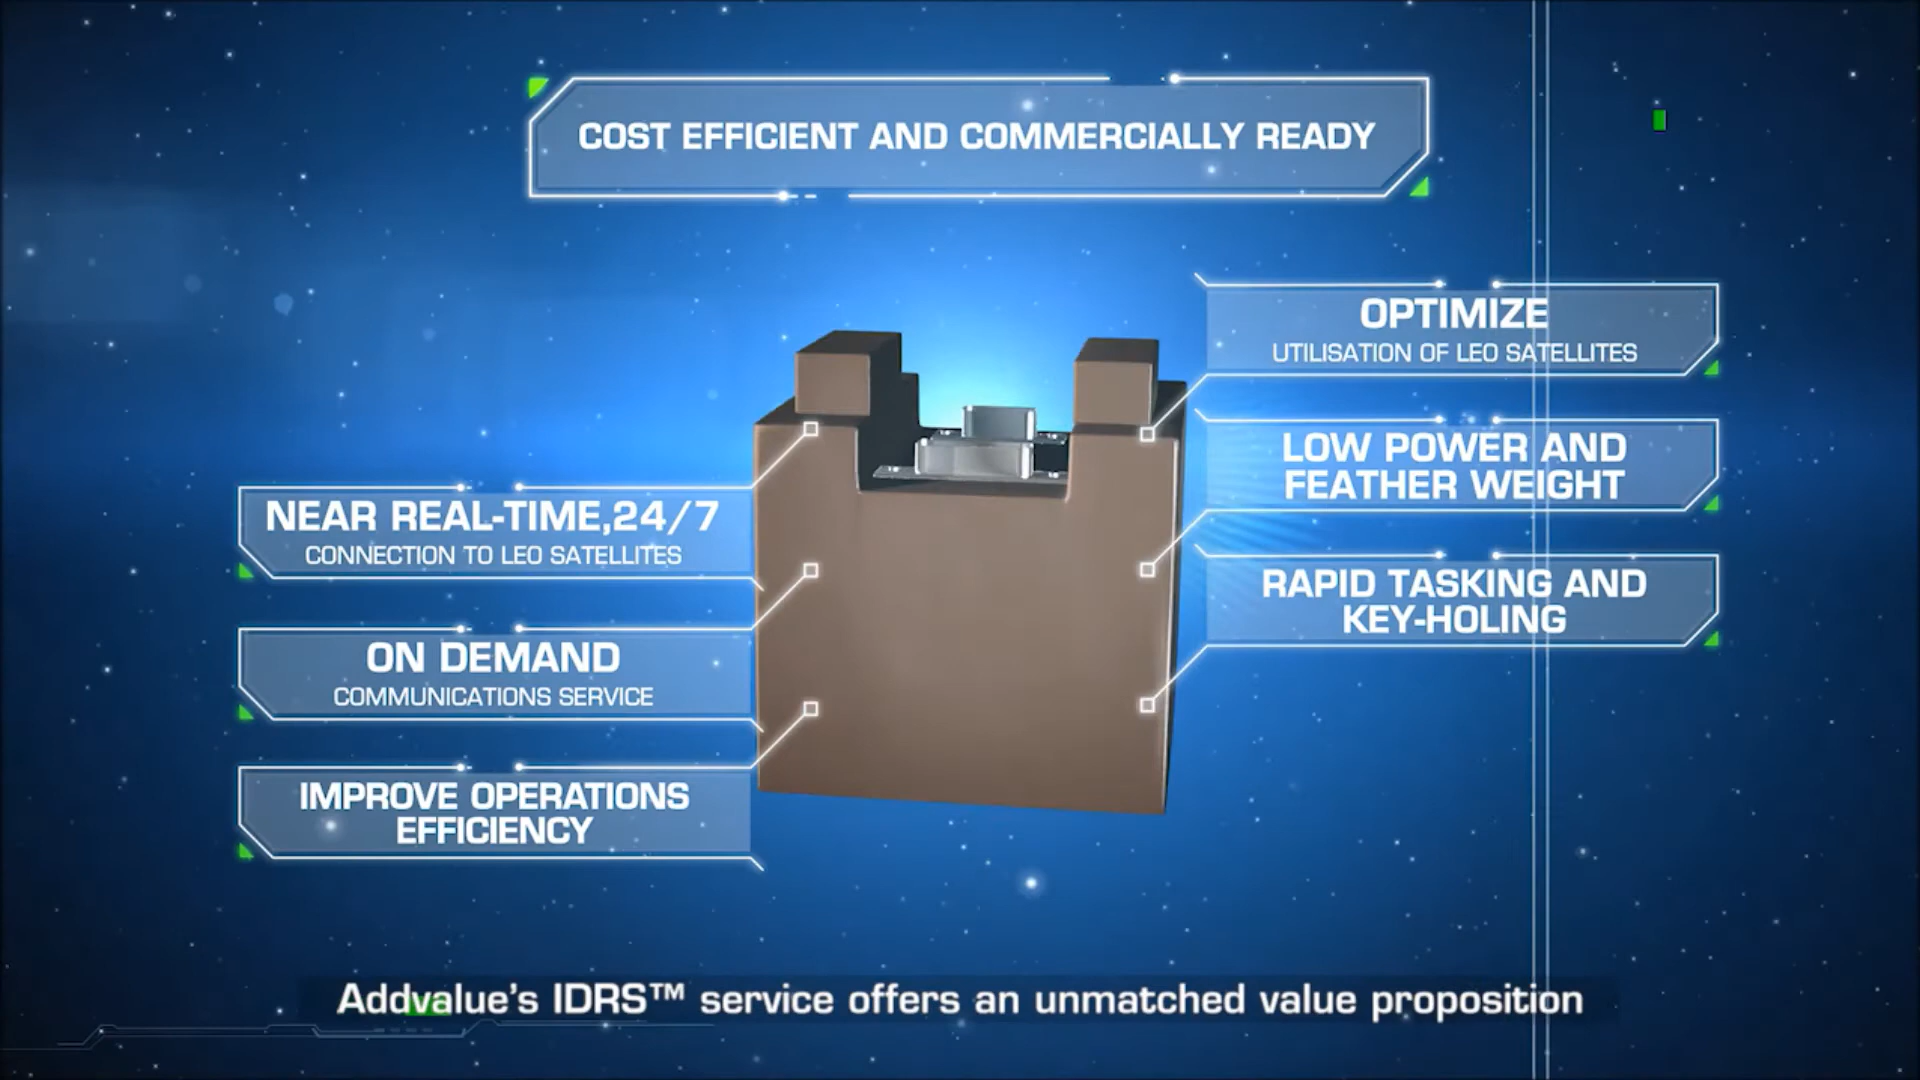 COST EFFICIENT AND COMMERCIALLY READY
OPTIMIZE
UTILISATION OF LEO SATELLITES
LOW POWER AND
FEATHER WEIGHT
RAPID TASKING AND
KEY-HOLING
NEAR REAL-TIME,24/7
CONNECTION TO LEO SATELLITES
ON DEMAND
COMMUNICATIONS SERVICE
IMPROVE OPERATIONS
EFFICIENCY
Addvalue's IDRS™ service offers an unmatched value proposition